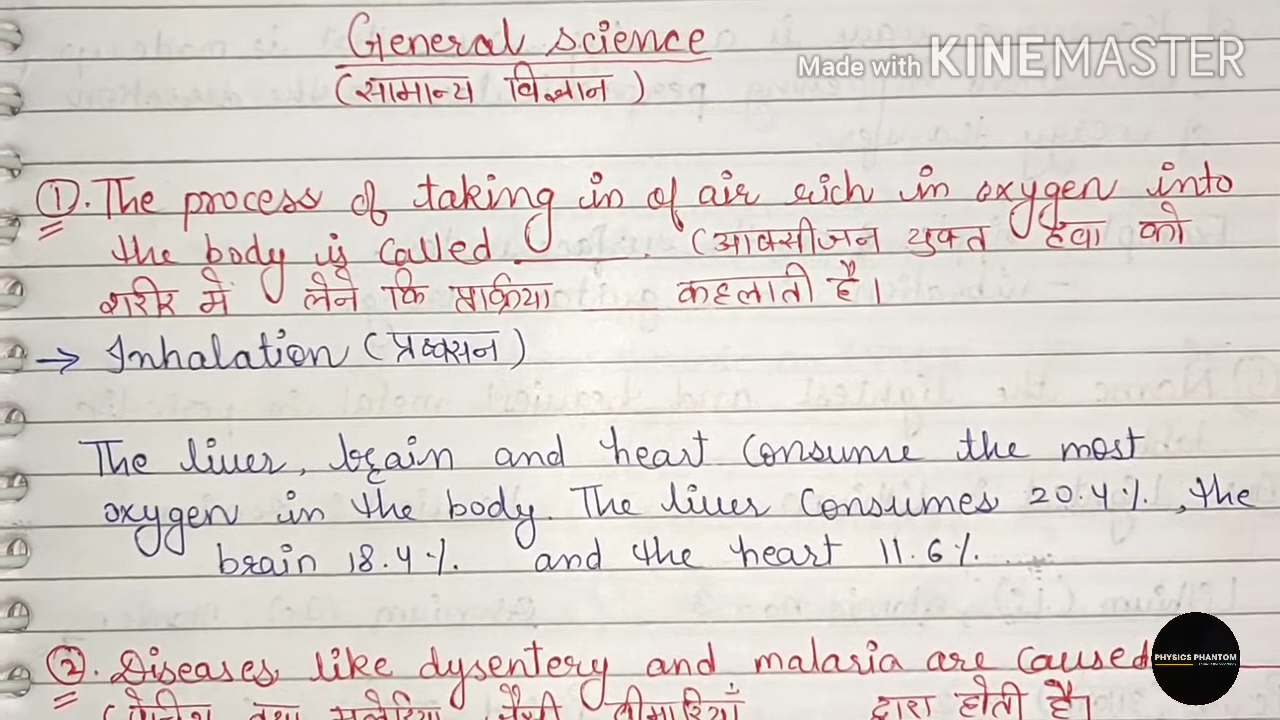 General science
Made with KINEMASTER
(सामान्य विज्ञान)
①. The process of taking in of air rich in oxygen into
the body is called ______. (आक्सीजन युक्त हवा को
शरीर में लेने कि प्रक्रिया ____ कहलाती है।
→ Inhalation (प्रश्वसन)
The liver, brain and heart consume the most
oxygen in the body. The liver consumes 20.4%, the
brain 18.4% and the heart 11.6%.
②. Diseases like dysentery and malaria are caused
PHYSICS PHANTOM
तथा मलेरिया जैसी बीमारियाँ द्वारा होती है।